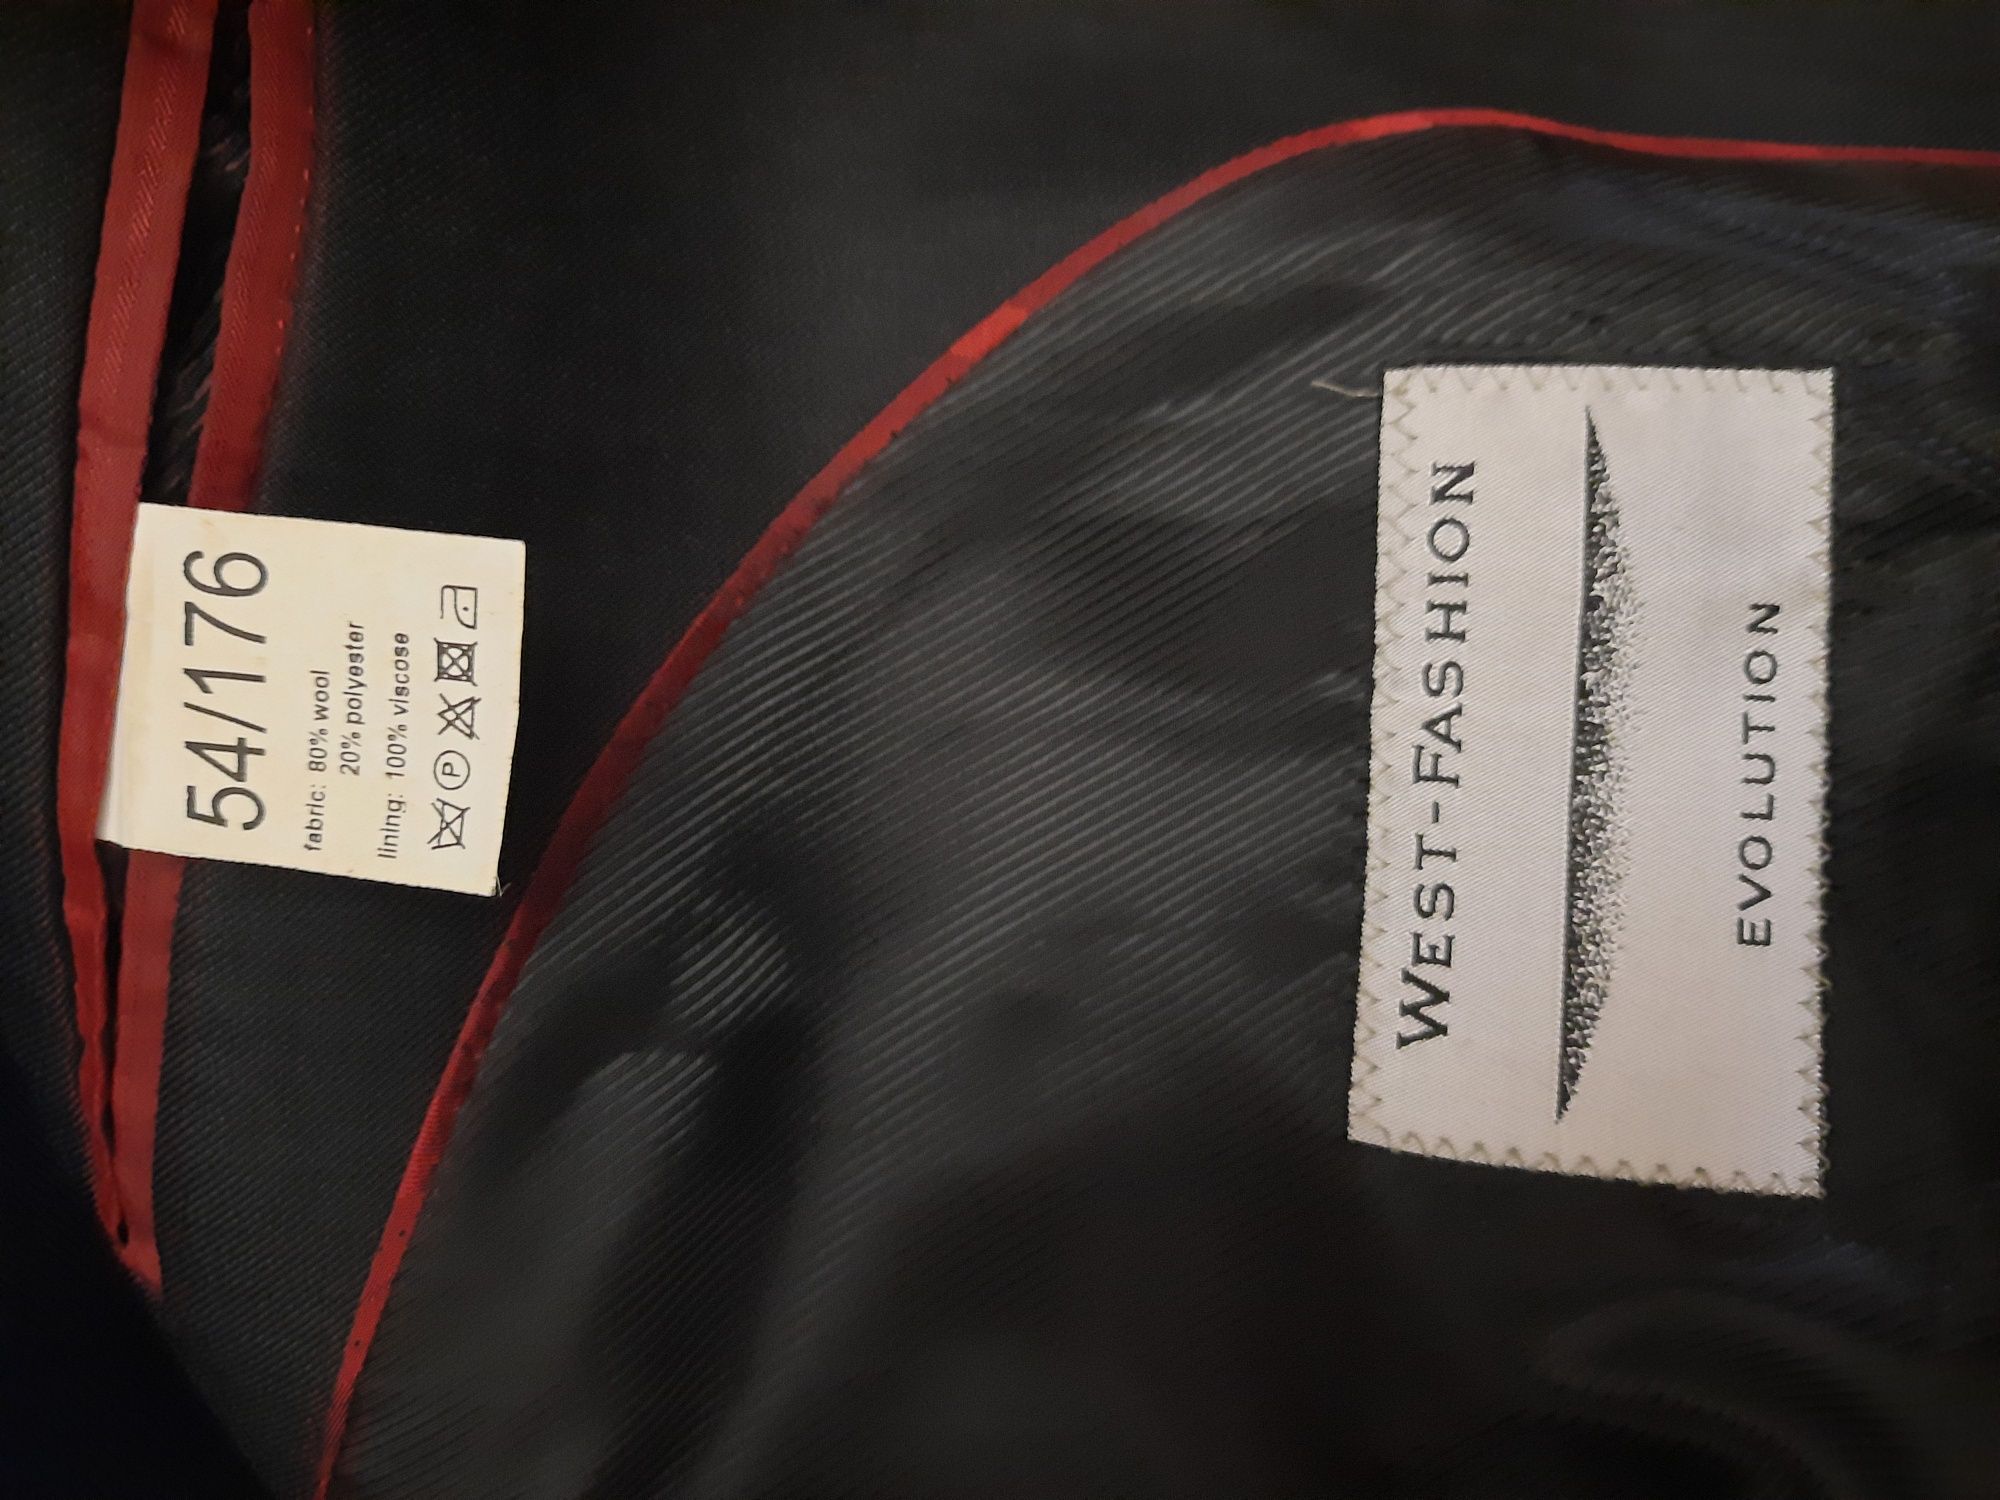 54/176
fabric: 80% wool
20% polyester
lining: 100% viscose
P
WEST-FASHION
EVOLUTION